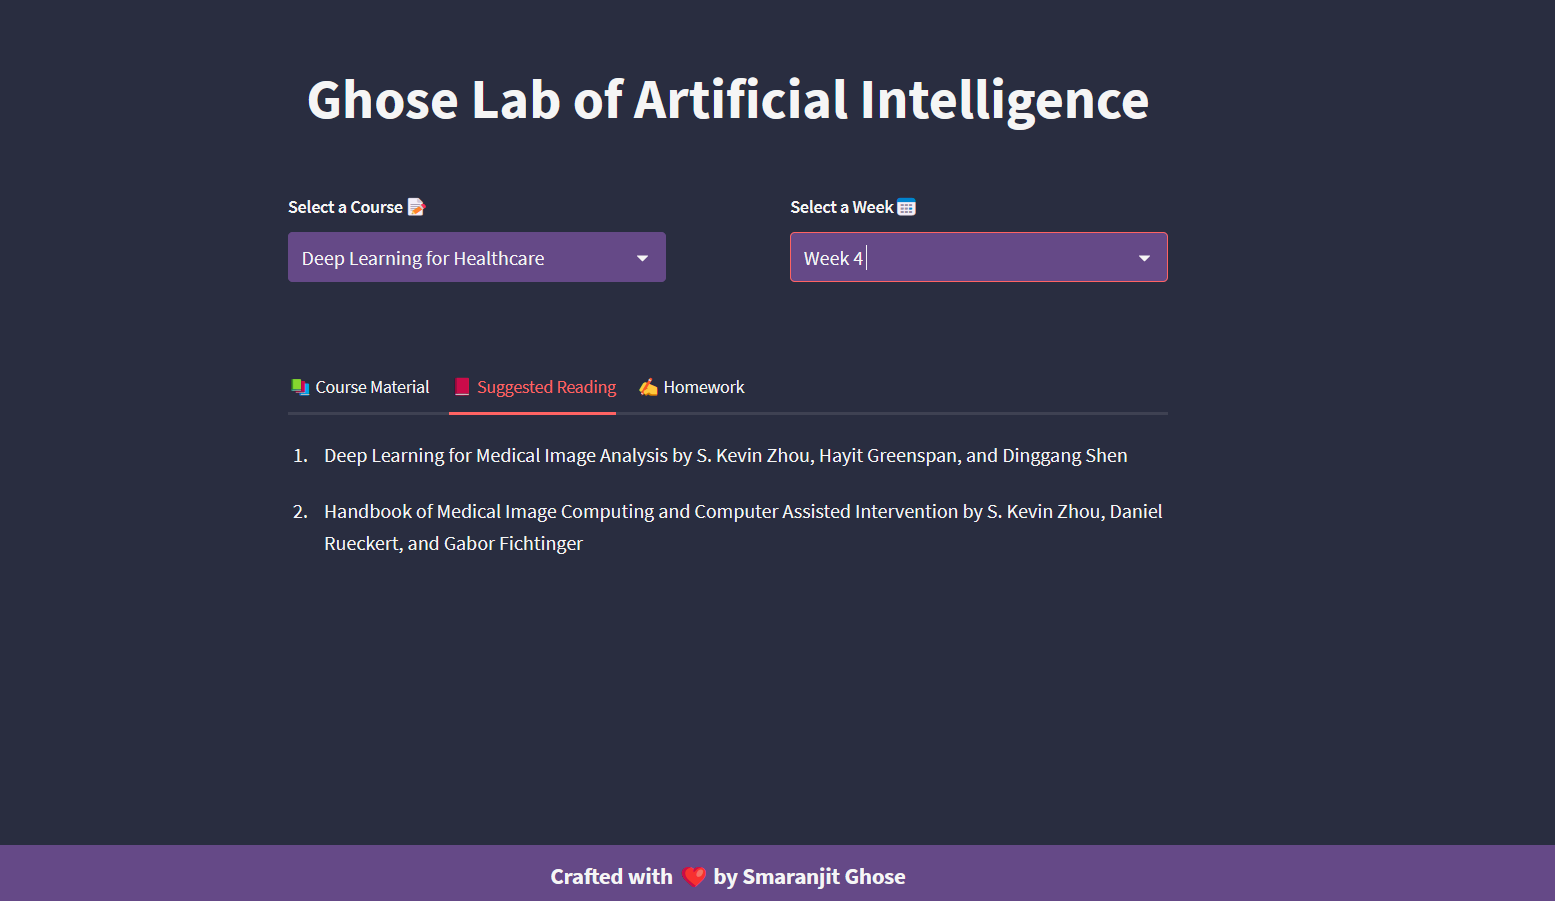 Ghose Lab of Artificial Intelligence
Select a Course 📝
Select a Week 📅
Deep Learning for Healthcare
Week 4
📚 Course Material
📕 Suggested Reading
✍️ Homework
1. Deep Learning for Medical Image Analysis by S. Kevin Zhou, Hayit Greenspan, and Dinggang Shen
2. Handbook of Medical Image Computing and Computer Assisted Intervention by S. Kevin Zhou, Daniel
Rueckert, and Gabor Fichtinger
Crafted with ❤️ by Smaranjit Ghose